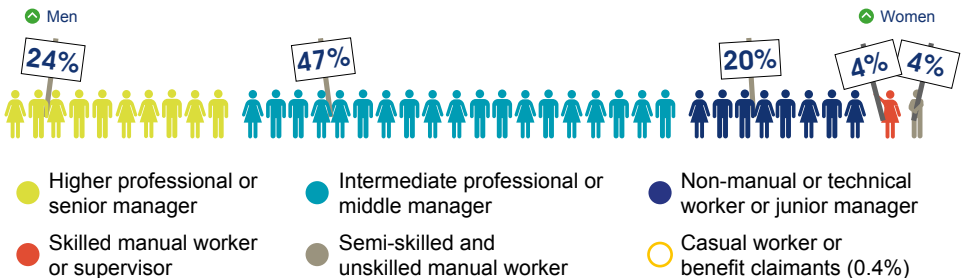 Men
Women
24%
47%
20%
4%
4%
Higher professional or
senior manager
Intermediate professional or
middle manager
Non-manual or technical
worker or junior manager
Skilled manual worker
or supervisor
Semi-skilled and
unskilled manual worker
Casual worker or
benefit claimants (0.4%)